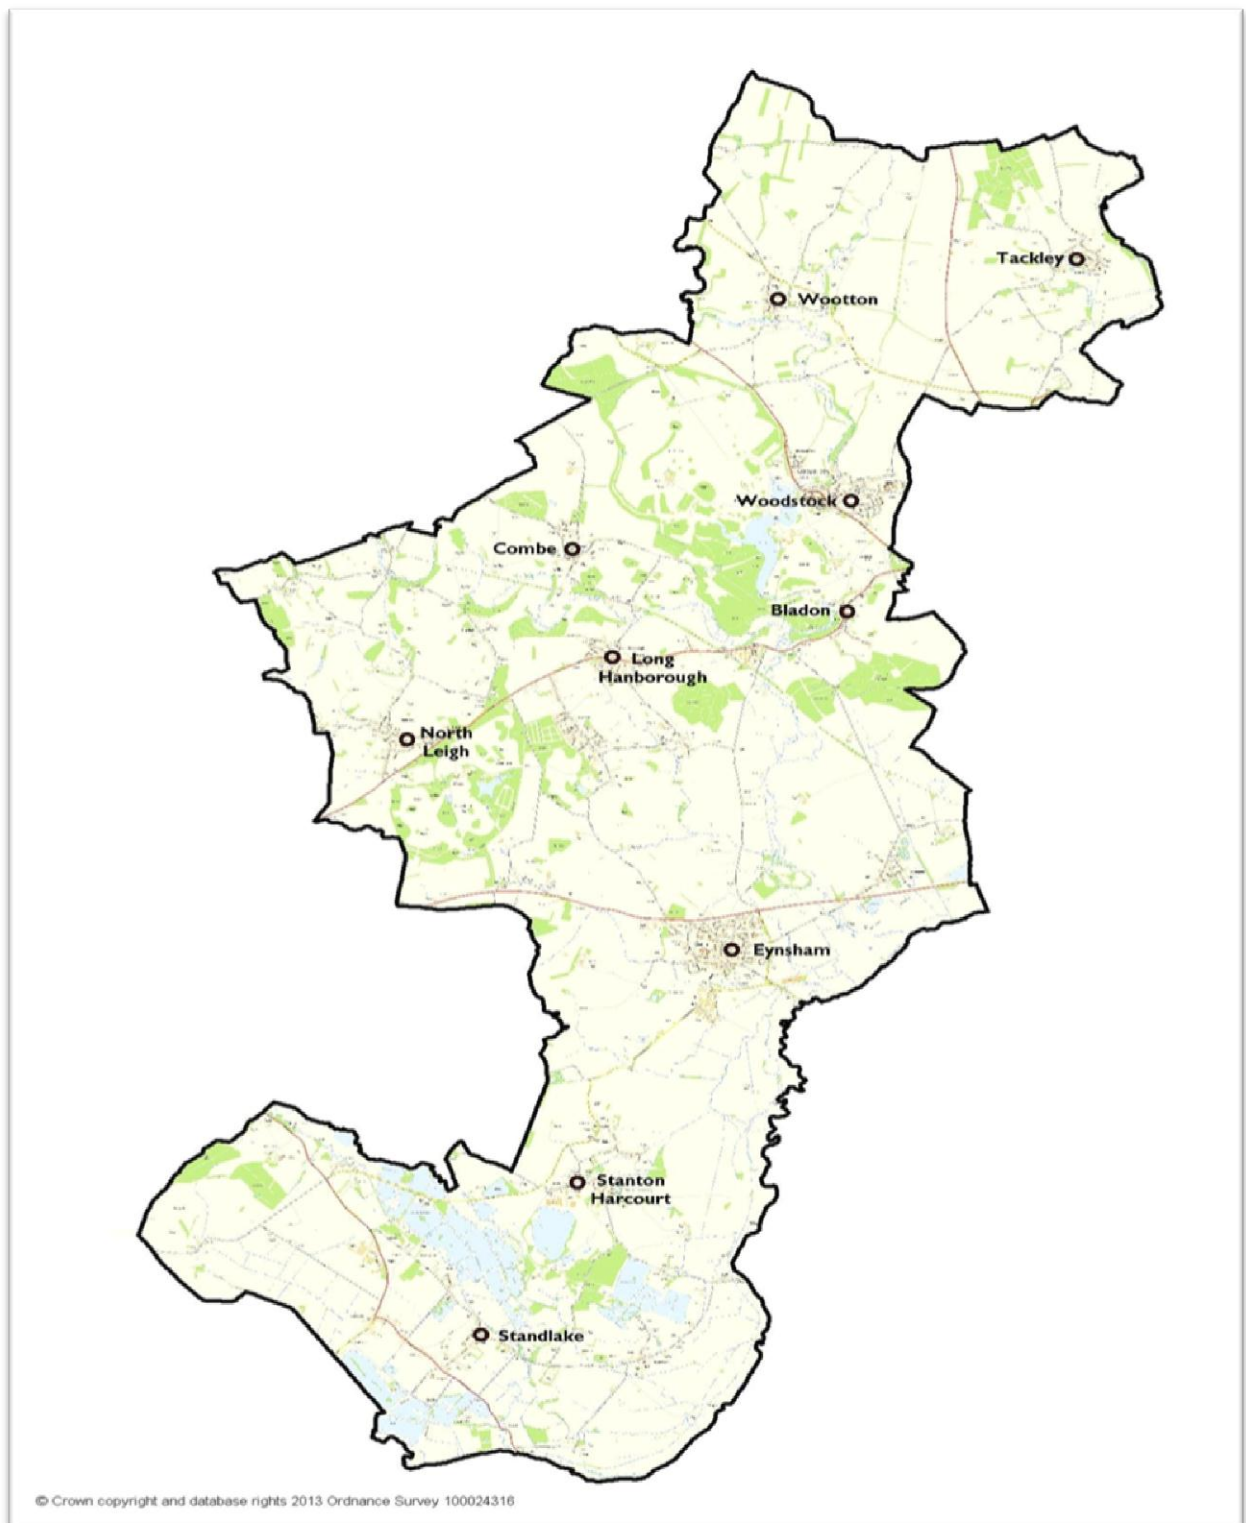 Tackley
Wootton
Woodstock
Combe
Bladon
Long
Hanborough
North
Leigh
Eynsham
Stanton
Harcourt
Standlake
© Crown copyright and database rights 2013 Ordnance Survey 100024316